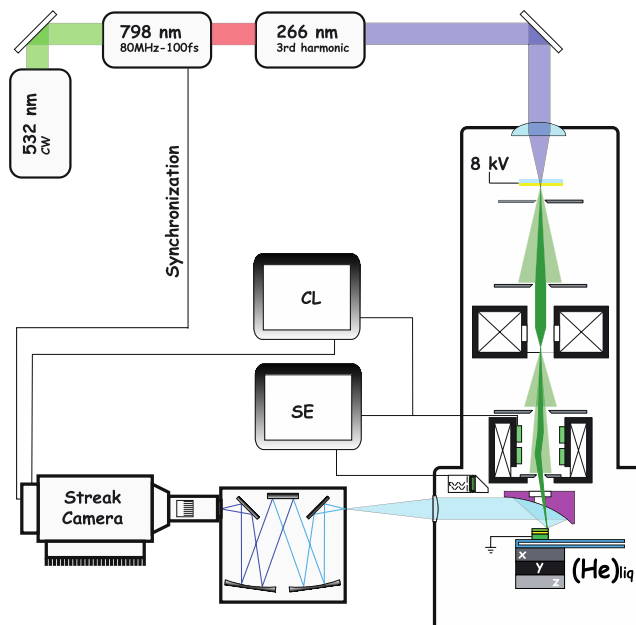 798 nm
80MHz-100fs
266 nm
3rd harmonic
532 nm
CW
8 kV
Synchronization
CL
SE
Streak
Camera
x
y
z
(He)liq